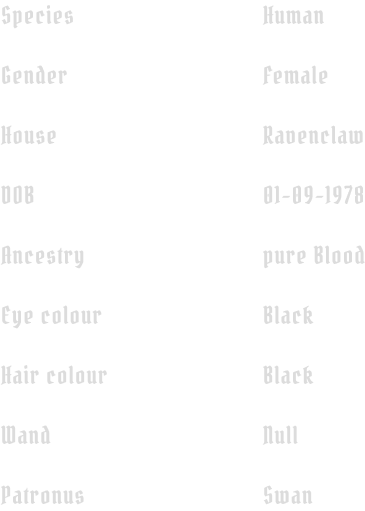 Species Human
Gender Female
House Ravenclaw
DOB 01-09-1978
Ancestry pure Blood
Eye colour Black
Hair colour Black
Wand Null
Patronus Swan